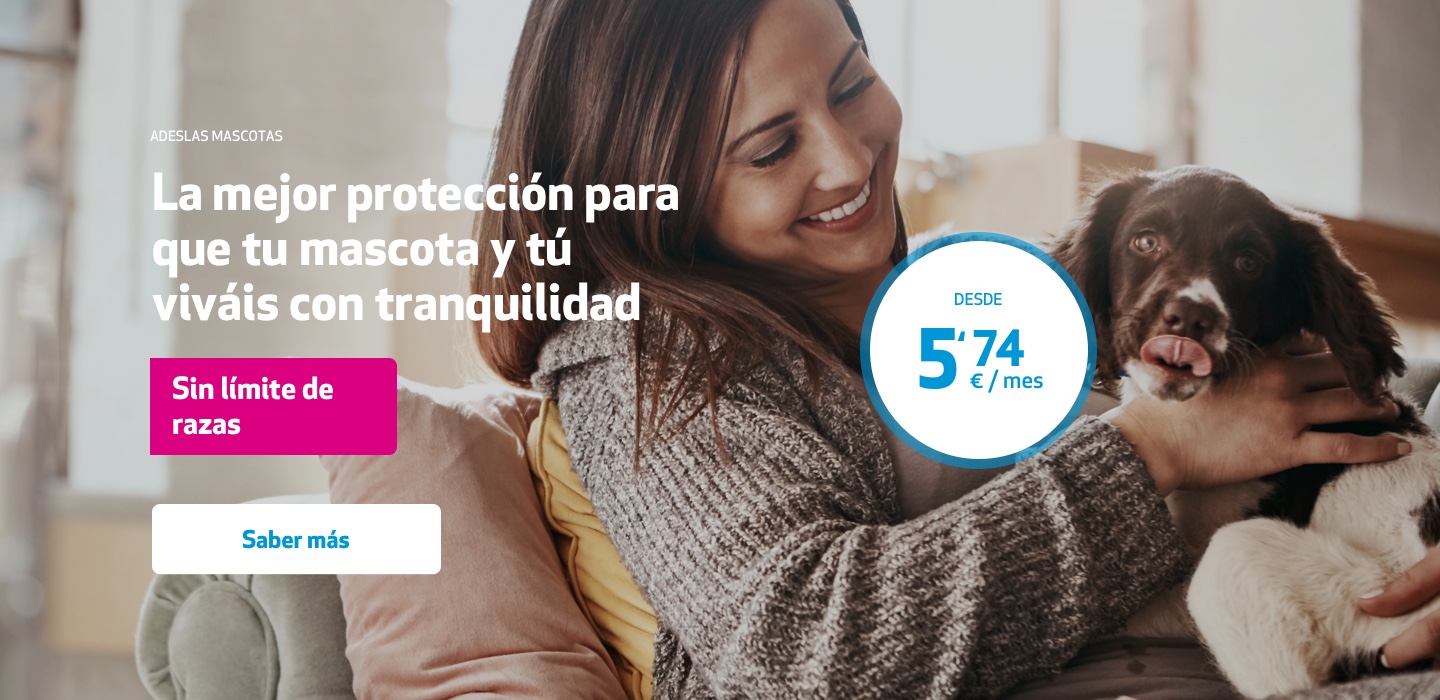 ADESLAS MASCOTAS
La mejor protección para
que tu mascota y tú
viváis con tranquilidad
Sin límite de
razas
Saber más
DESDE
5‘74
€ / mes